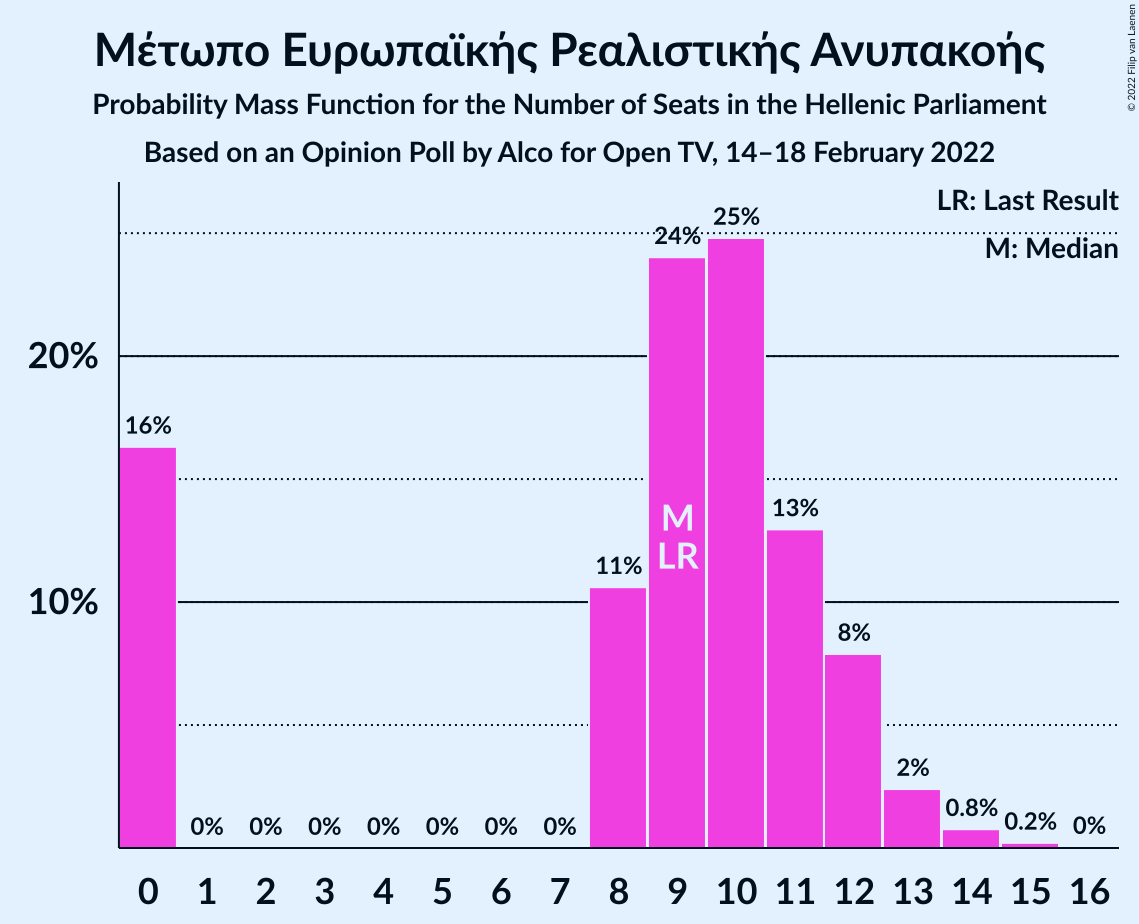 Μέτωπο Ευρωπαϊκής Ρεαλιστικής Ανυπακοής
Probability Mass Function for the Number of Seats in the Hellenic Parliament
Based on an Opinion Poll by Alco for Open TV, 14–18 February 2022
© 2022 Filip van Laenen
LR: Last Result
M: Median
20%
10%
16%
0%
0%
0%
0%
0%
0%
0%
11%
24%
25%
13%
8%
2%
0.8%
0.2%
0%
M
LR
0 1 2 3 4 5 6 7 8 9 10 11 12 13 14 15 16